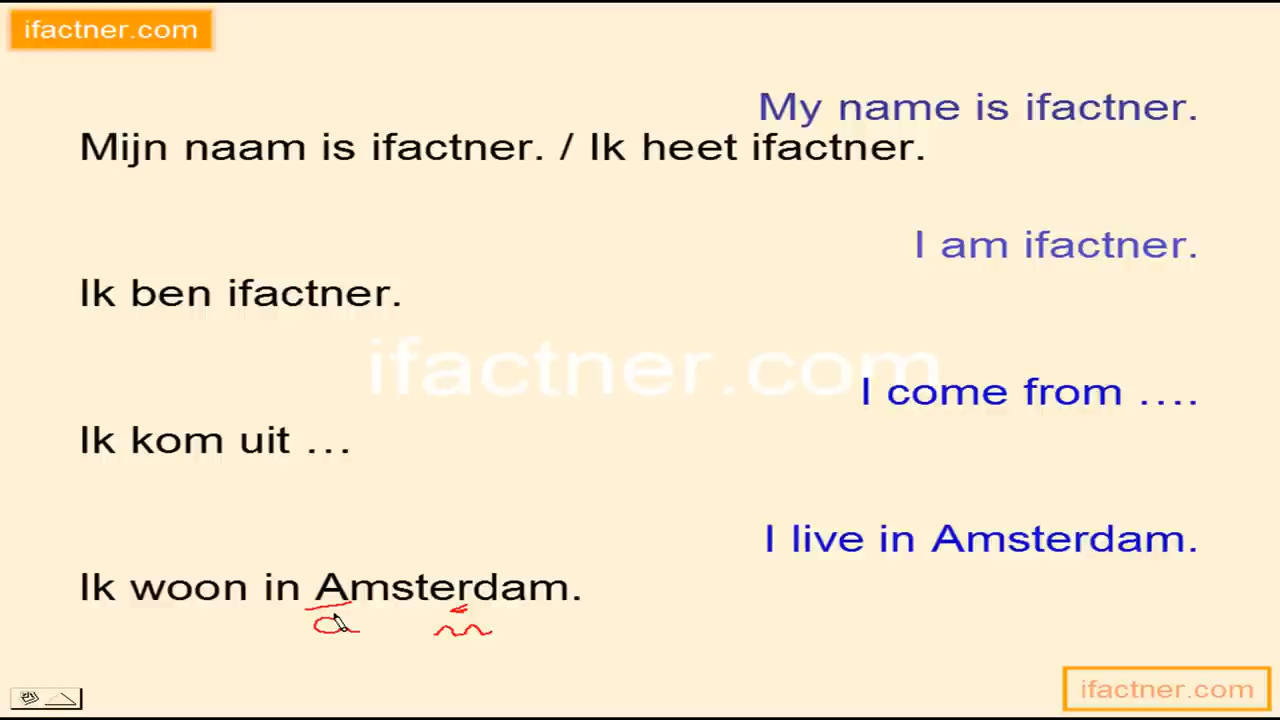 ifactner.com
My name is ifactner.
Mijn naam is ifactner. / Ik heet ifactner.
I am ifactner.
Ik ben ifactner.
ifactner.com
I come from ....
Ik kom uit ...
I live in Amsterdam.
Ik woon in Amsterdam.
a
ifactner.com